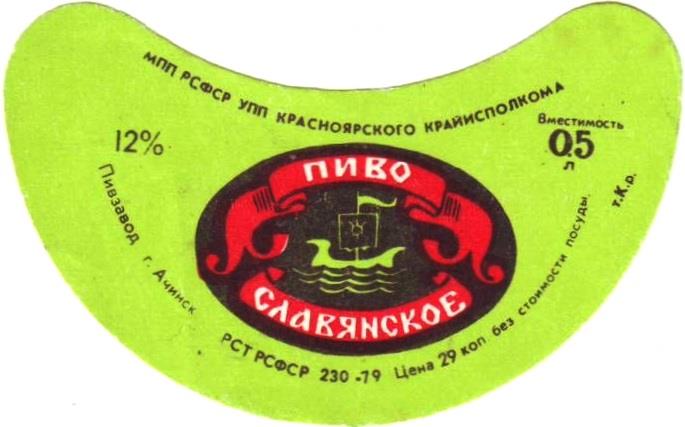 МПП РСФСР УПП КРАСНОЯРСКОГО КРАЙИСПОЛКОМА
12%
Вместимость
0,5
л
ПИВО
СЛАВЯНСКОЕ
Пивзавод г. Ачинск
РСТ РСФСР 230-79 Цена 29 коп без стоимости посуды.
т.К.р.